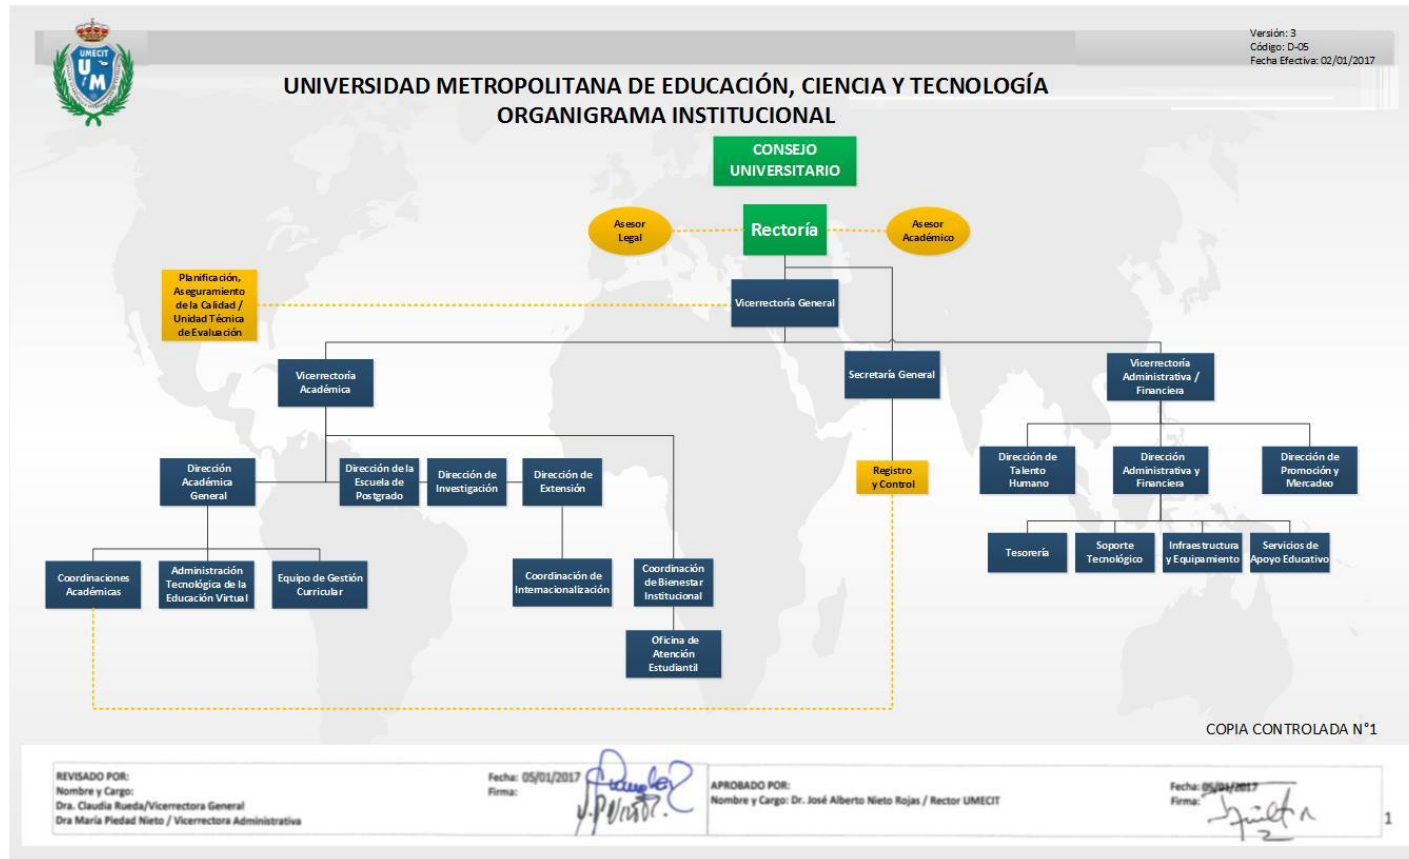 UMECIT
UM
Versión: 3
Código: D-05
Fecha Efectiva: 02/01/2017
UNIVERSIDAD METROPOLITANA DE EDUCACIÓN, CIENCIA Y TECNOLOGÍA
ORGANIGRAMA INSTITUCIONAL
CONSEJO
UNIVERSITARIO
Asesor
Legal
Rectoría
Asesor
Académico
Planificación,
Aseguramiento
de la Calidad /
Unidad Técnica
de Evaluación
Vicerrectoría General
Vicerrectoría
Académica
Secretaría General
Vicerrectoría
Administrativa /
Financiera
Dirección
Académica
General
Dirección de la
Escuela de
Postgrado
Dirección de
Investigación
Dirección de
Extensión
Registro
y Control
Dirección de
Talento
Humano
Dirección
Administrativa y
Financiera
Dirección de
Promoción y
Mercadeo
Tesorería
Soporte
Tecnológico
Infraestructura
y Equipamiento
Servicios de
Apoyo Educativo
Coordinaciones
Académicas
Administración
Tecnológica de la
Educación Virtual
Equipo de Gestión
Curricular
Coordinación de
Internacionalización
Coordinación
de Bienestar
Institucional
Oficina de
Atención
Estudiantil
COPIA CONTROLADA N°1
REVISADO POR:
Nombre y Cargo:
Dra. Claudia Rueda/Vicerrectora General
Dra María Piedad Nieto / Vicerrectora Administrativa
Fecha: 05/01/2017
Firma:
APROBADO POR:
Nombre y Cargo: Dr. José Alberto Nieto Rojas / Rector UMECIT
Fecha: 05/01/2017
Firma:
1